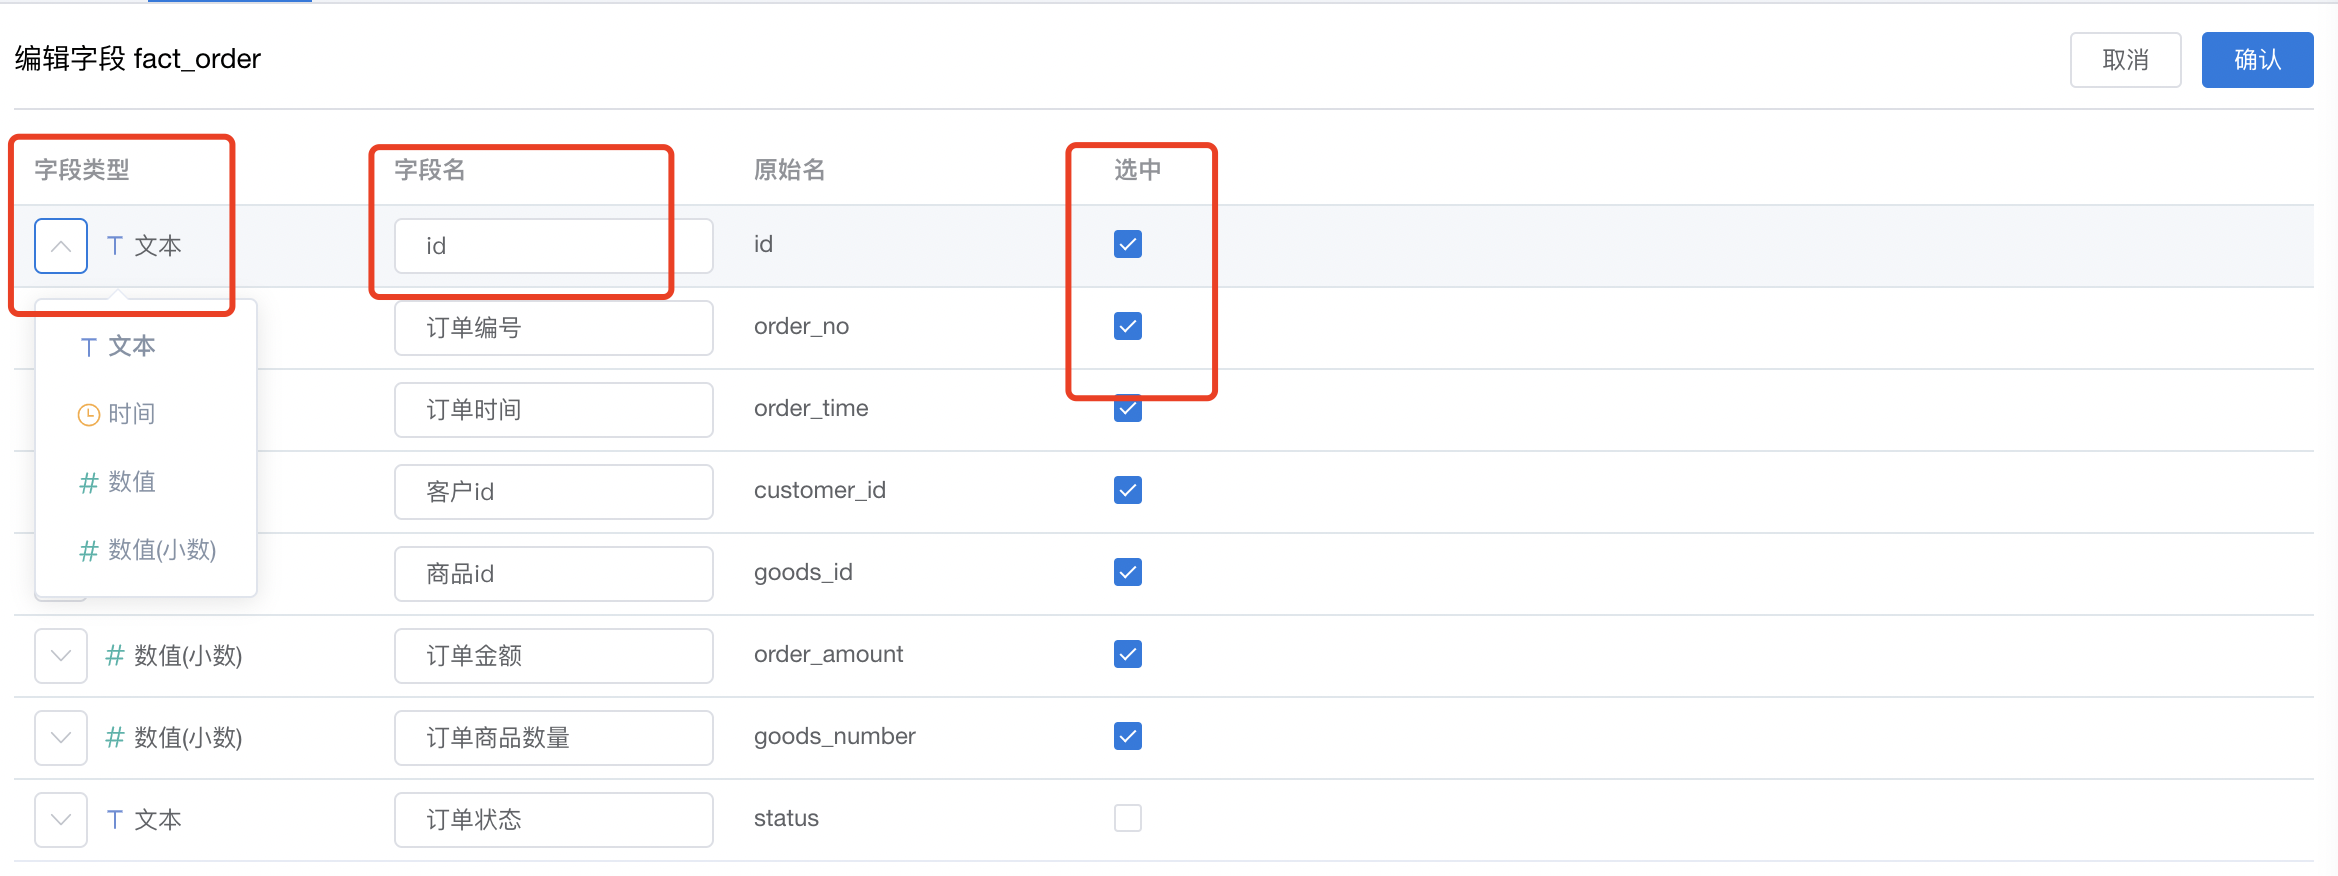 编辑字段 fact_order
取消
确认
字段类型 字段名 原始名 选中
T 文本 id id
文本
时间
# 数值
# 数值(小数)
订单编号 order_no
订单时间 order_time
客户id customer_id
商品id goods_id
# 数值(小数) 订单金额 order_amount
# 数值(小数) 订单商品数量 goods_number
T 文本 订单状态 status